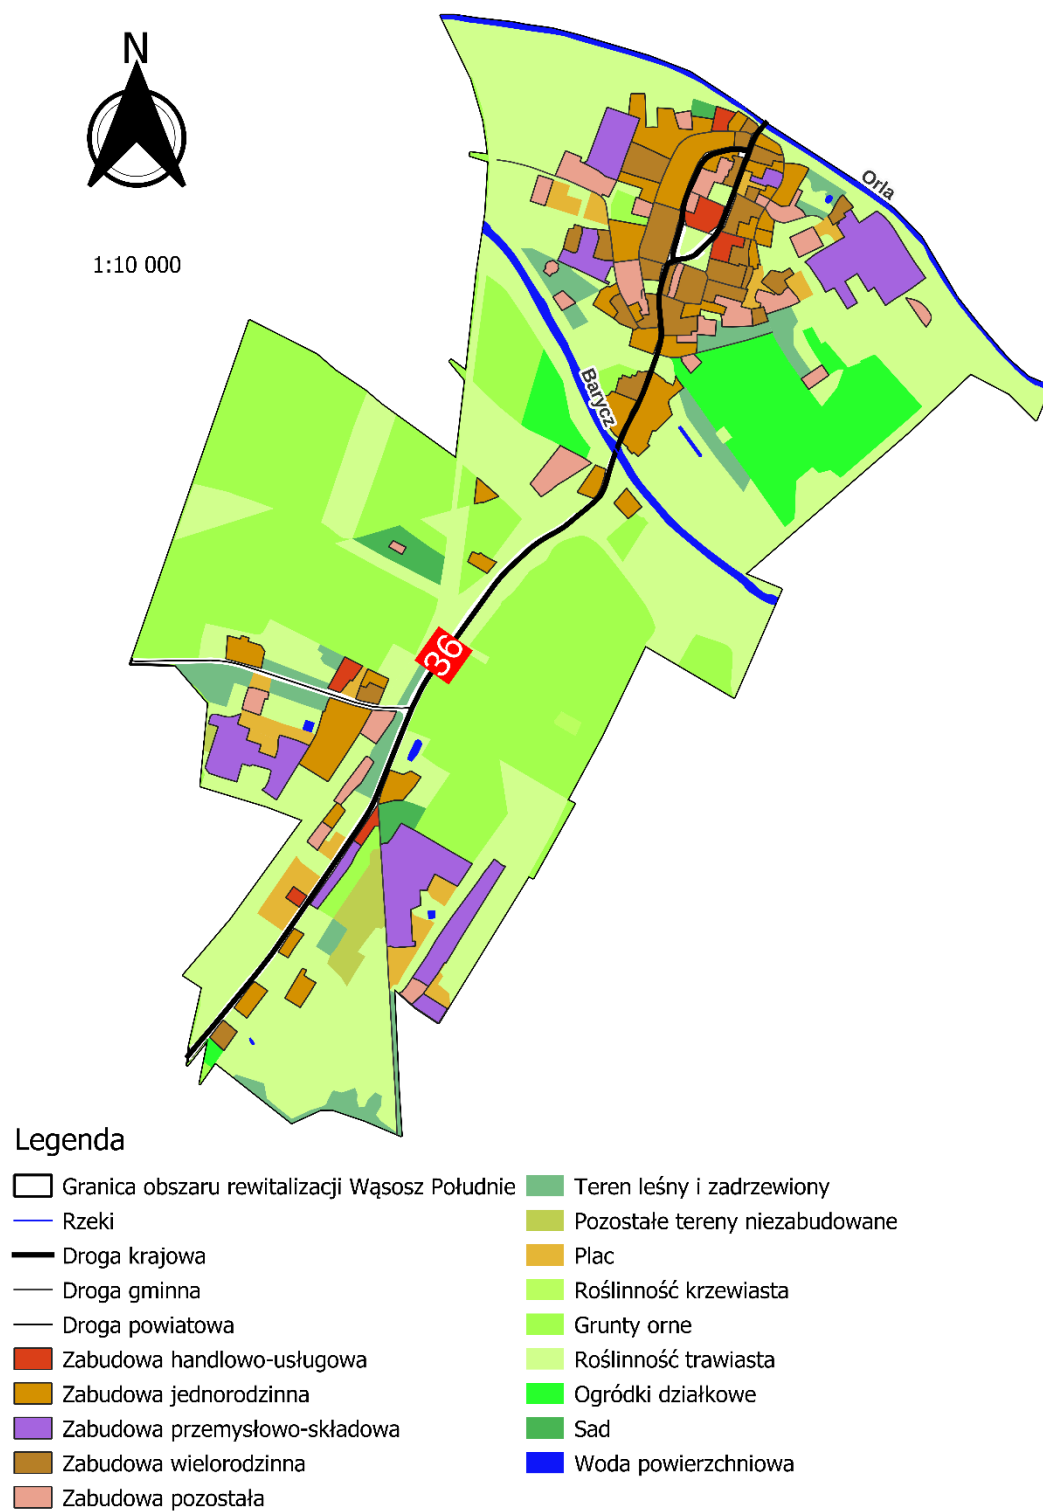 N
1:10 000
Orla
Barycz
36
Legenda
Granica obszaru rewitalizacji Wąsosz Południe
Rzeki
Droga krajowa
Droga gminna
Droga powiatowa
Zabudowa handlowo-usługowa
Zabudowa jednorodzinna
Zabudowa przemysłowo-składowa
Zabudowa wielorodzinna
Zabudowa pozostała
Teren leśny i zadrzewiony
Pozostałe tereny niezabudowane
Plac
Roślinność krzewiasta
Grunty orne
Roślinność trawiasta
Ogródki działkowe
Sad
Woda powierzchniowa